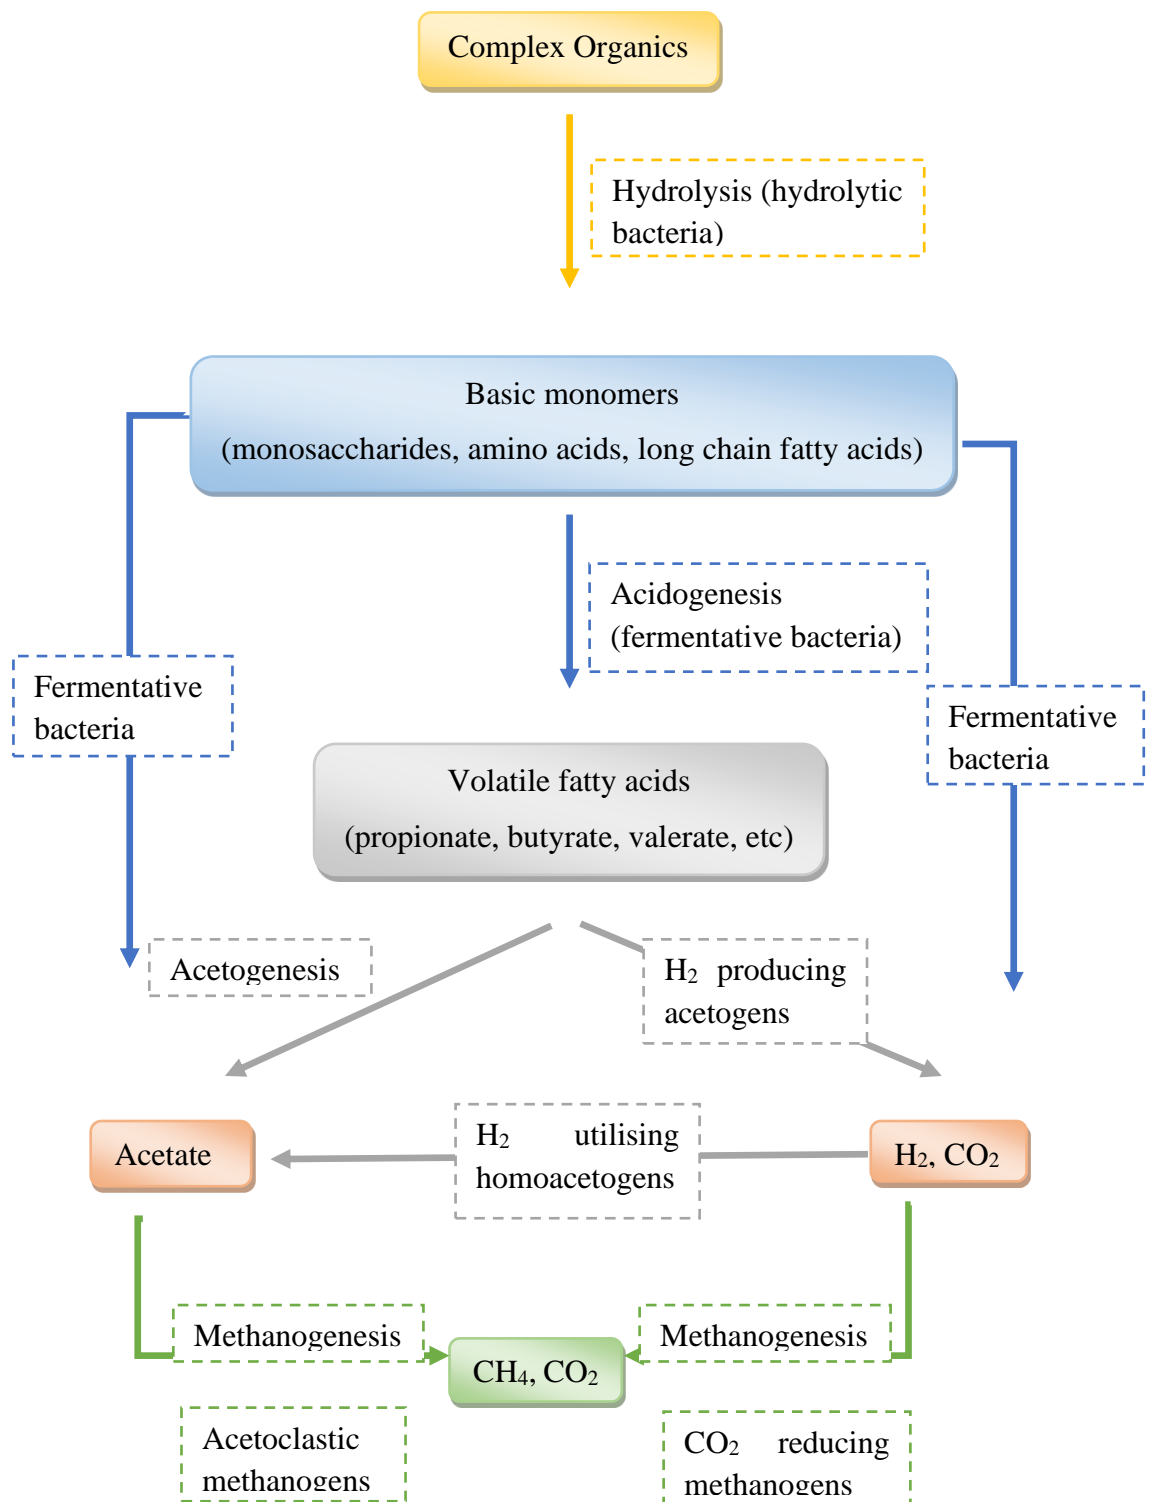 Complex Organics
Hydrolysis (hydrolytic
bacteria)
Basic monomers
(monosaccharides, amino acids, long chain fatty acids)
Acidogenesis
(fermentative bacteria)
Fermentative
bacteria
Fermentative
bacteria
Volatile fatty acids
(propionate, butyrate, valerate, etc)
Acetogenesis
H₂ producing
acetogens
H₂ utilising
homoacetogens
Acetate
H₂, CO₂
Methanogenesis
Methanogenesis
CH₄, CO₂
Acetoclastic
methanogens
CO₂ reducing
methanogens